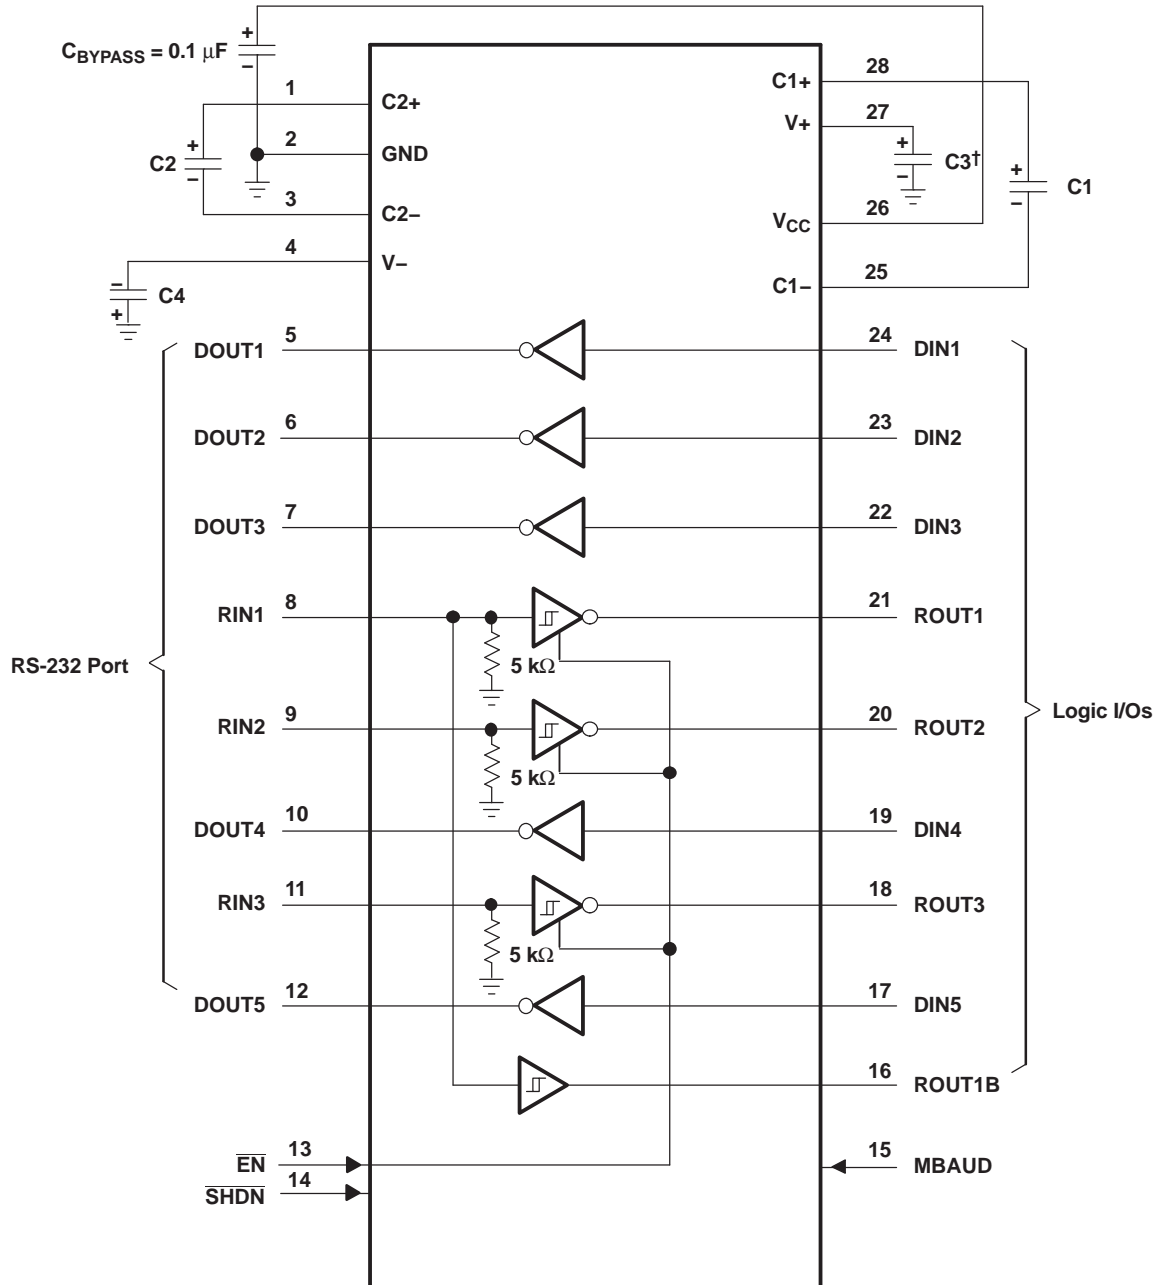 +
C_BYPASS = 0.1 µF
−
1
C2+
C1+
28
+
C2
−
2
GND
V+
27
+
C3†
−
+
C1
−
3
C2−
V_CC
26
4
V−
C1−
25
−
C4
+
DOUT1
5
24
DIN1
DOUT2
6
23
DIN2
DOUT3
7
22
DIN3
RIN1
8
21
ROUT1
5 kΩ
RS-232 Port
Logic I/Os
RIN2
9
20
ROUT2
5 kΩ
DOUT4
10
19
DIN4
RIN3
11
18
ROUT3
5 kΩ
DOUT5
12
17
DIN5
16
ROUT1B
E̅N̅
13
15
MBAUD
S̅H̅D̅N̅
14